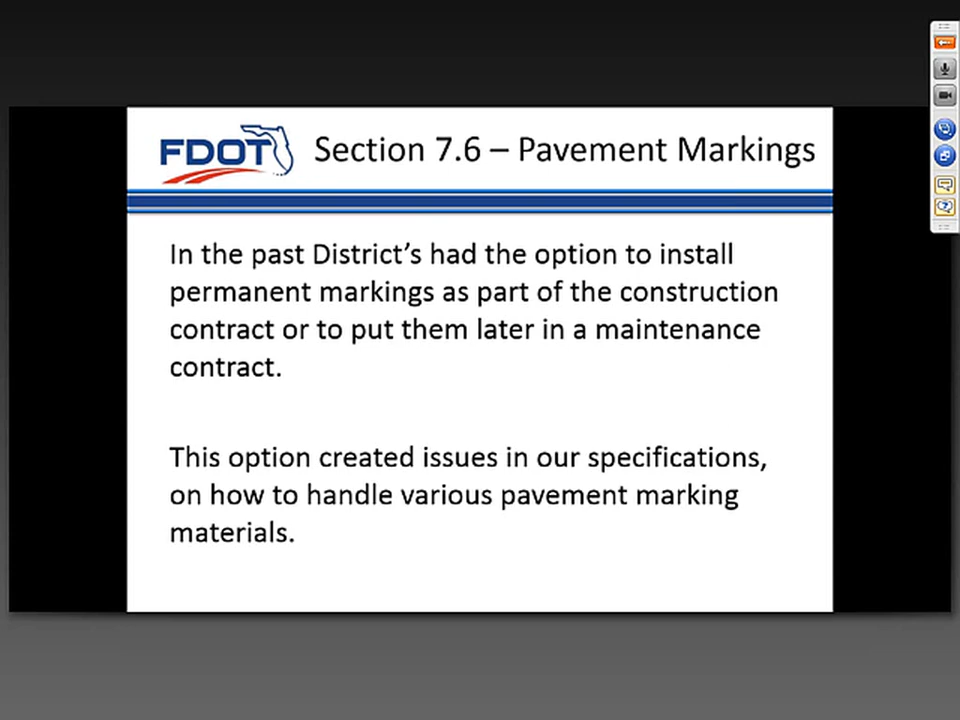 FDOT
Section 7.6 – Pavement Markings
In the past District’s had the option to install
permanent markings as part of the construction
contract or to put them later in a maintenance
contract.
This option created issues in our specifications,
on how to handle various pavement marking
materials.